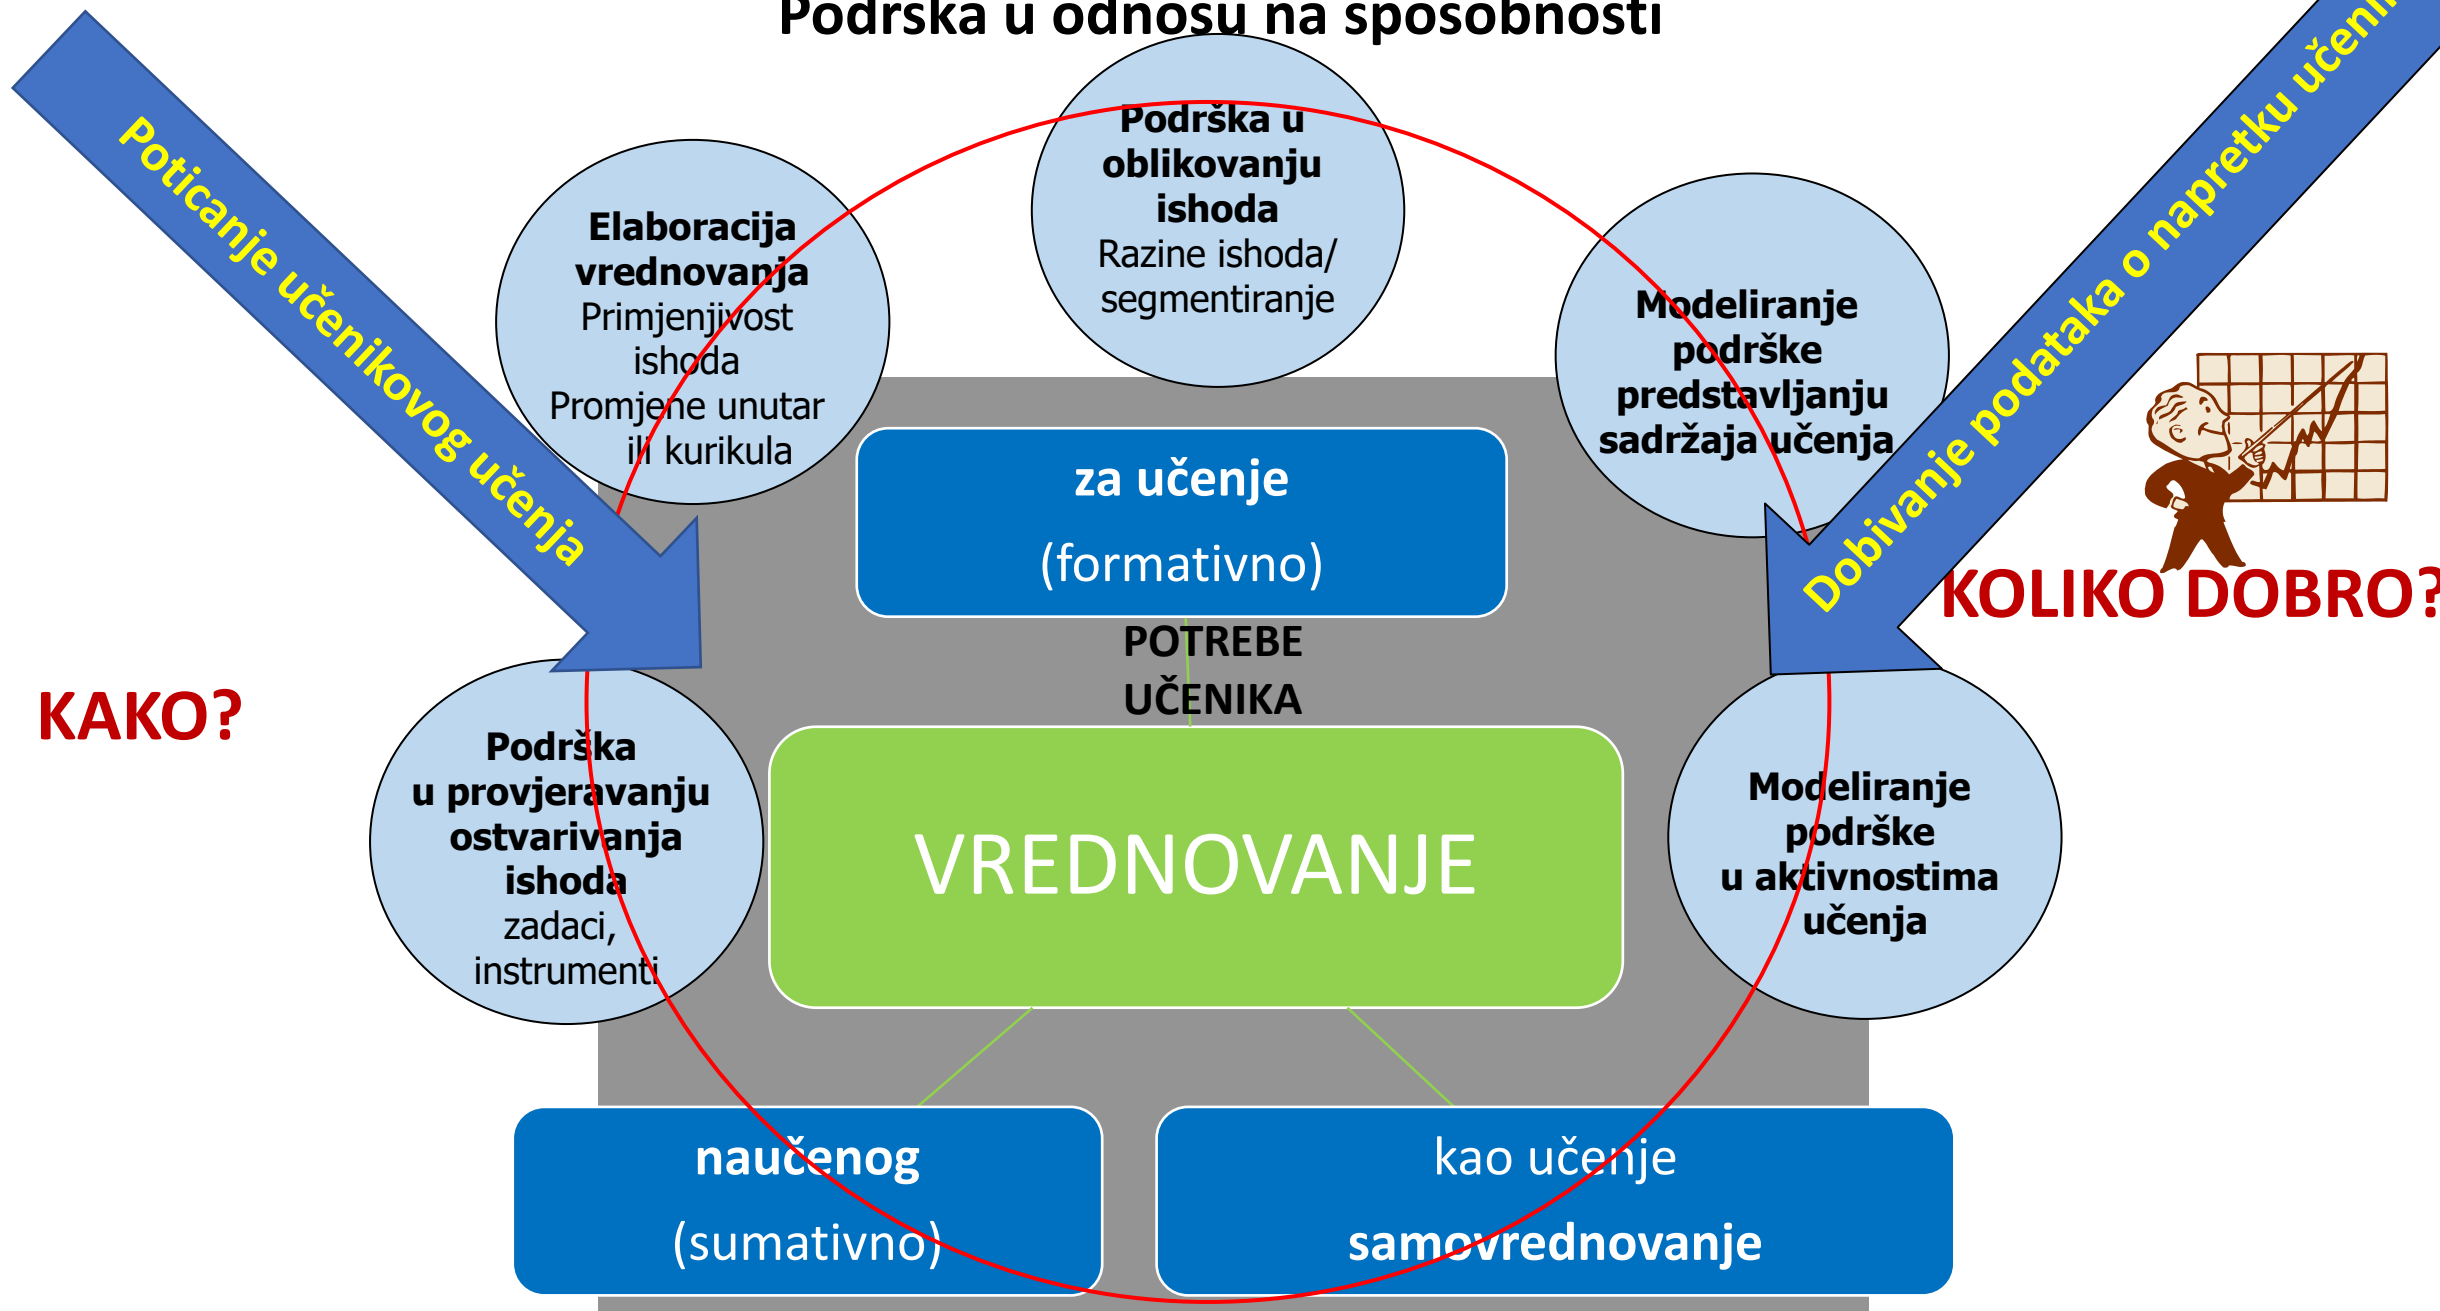 Podrška u odnosu na sposobnosti
Poticanje učenikovog učenja
Elaboracija
vrednovanja
Primjenjivost
ishoda
Promjene unutar
ili kurikula
Podrška u
oblikovanju
ishoda
Razine ishoda/
segmentiranje
Modeliranje
podrške
predstavljanju
sadržaja učenja
Dobivanje podataka o napretku
KOLIKO DOBRO?
za učenje
(formativno)
POTREBE
UČENIKA
KAKO?
Podrška
u provjeravanju
ostvarivanja
ishoda
zadaci,
instrumenti
VREDNOVANJE
Modeliranje
podrške
u aktivnostima
učenja
naučenog
(sumativno)
kao učenje
samovrednovanje